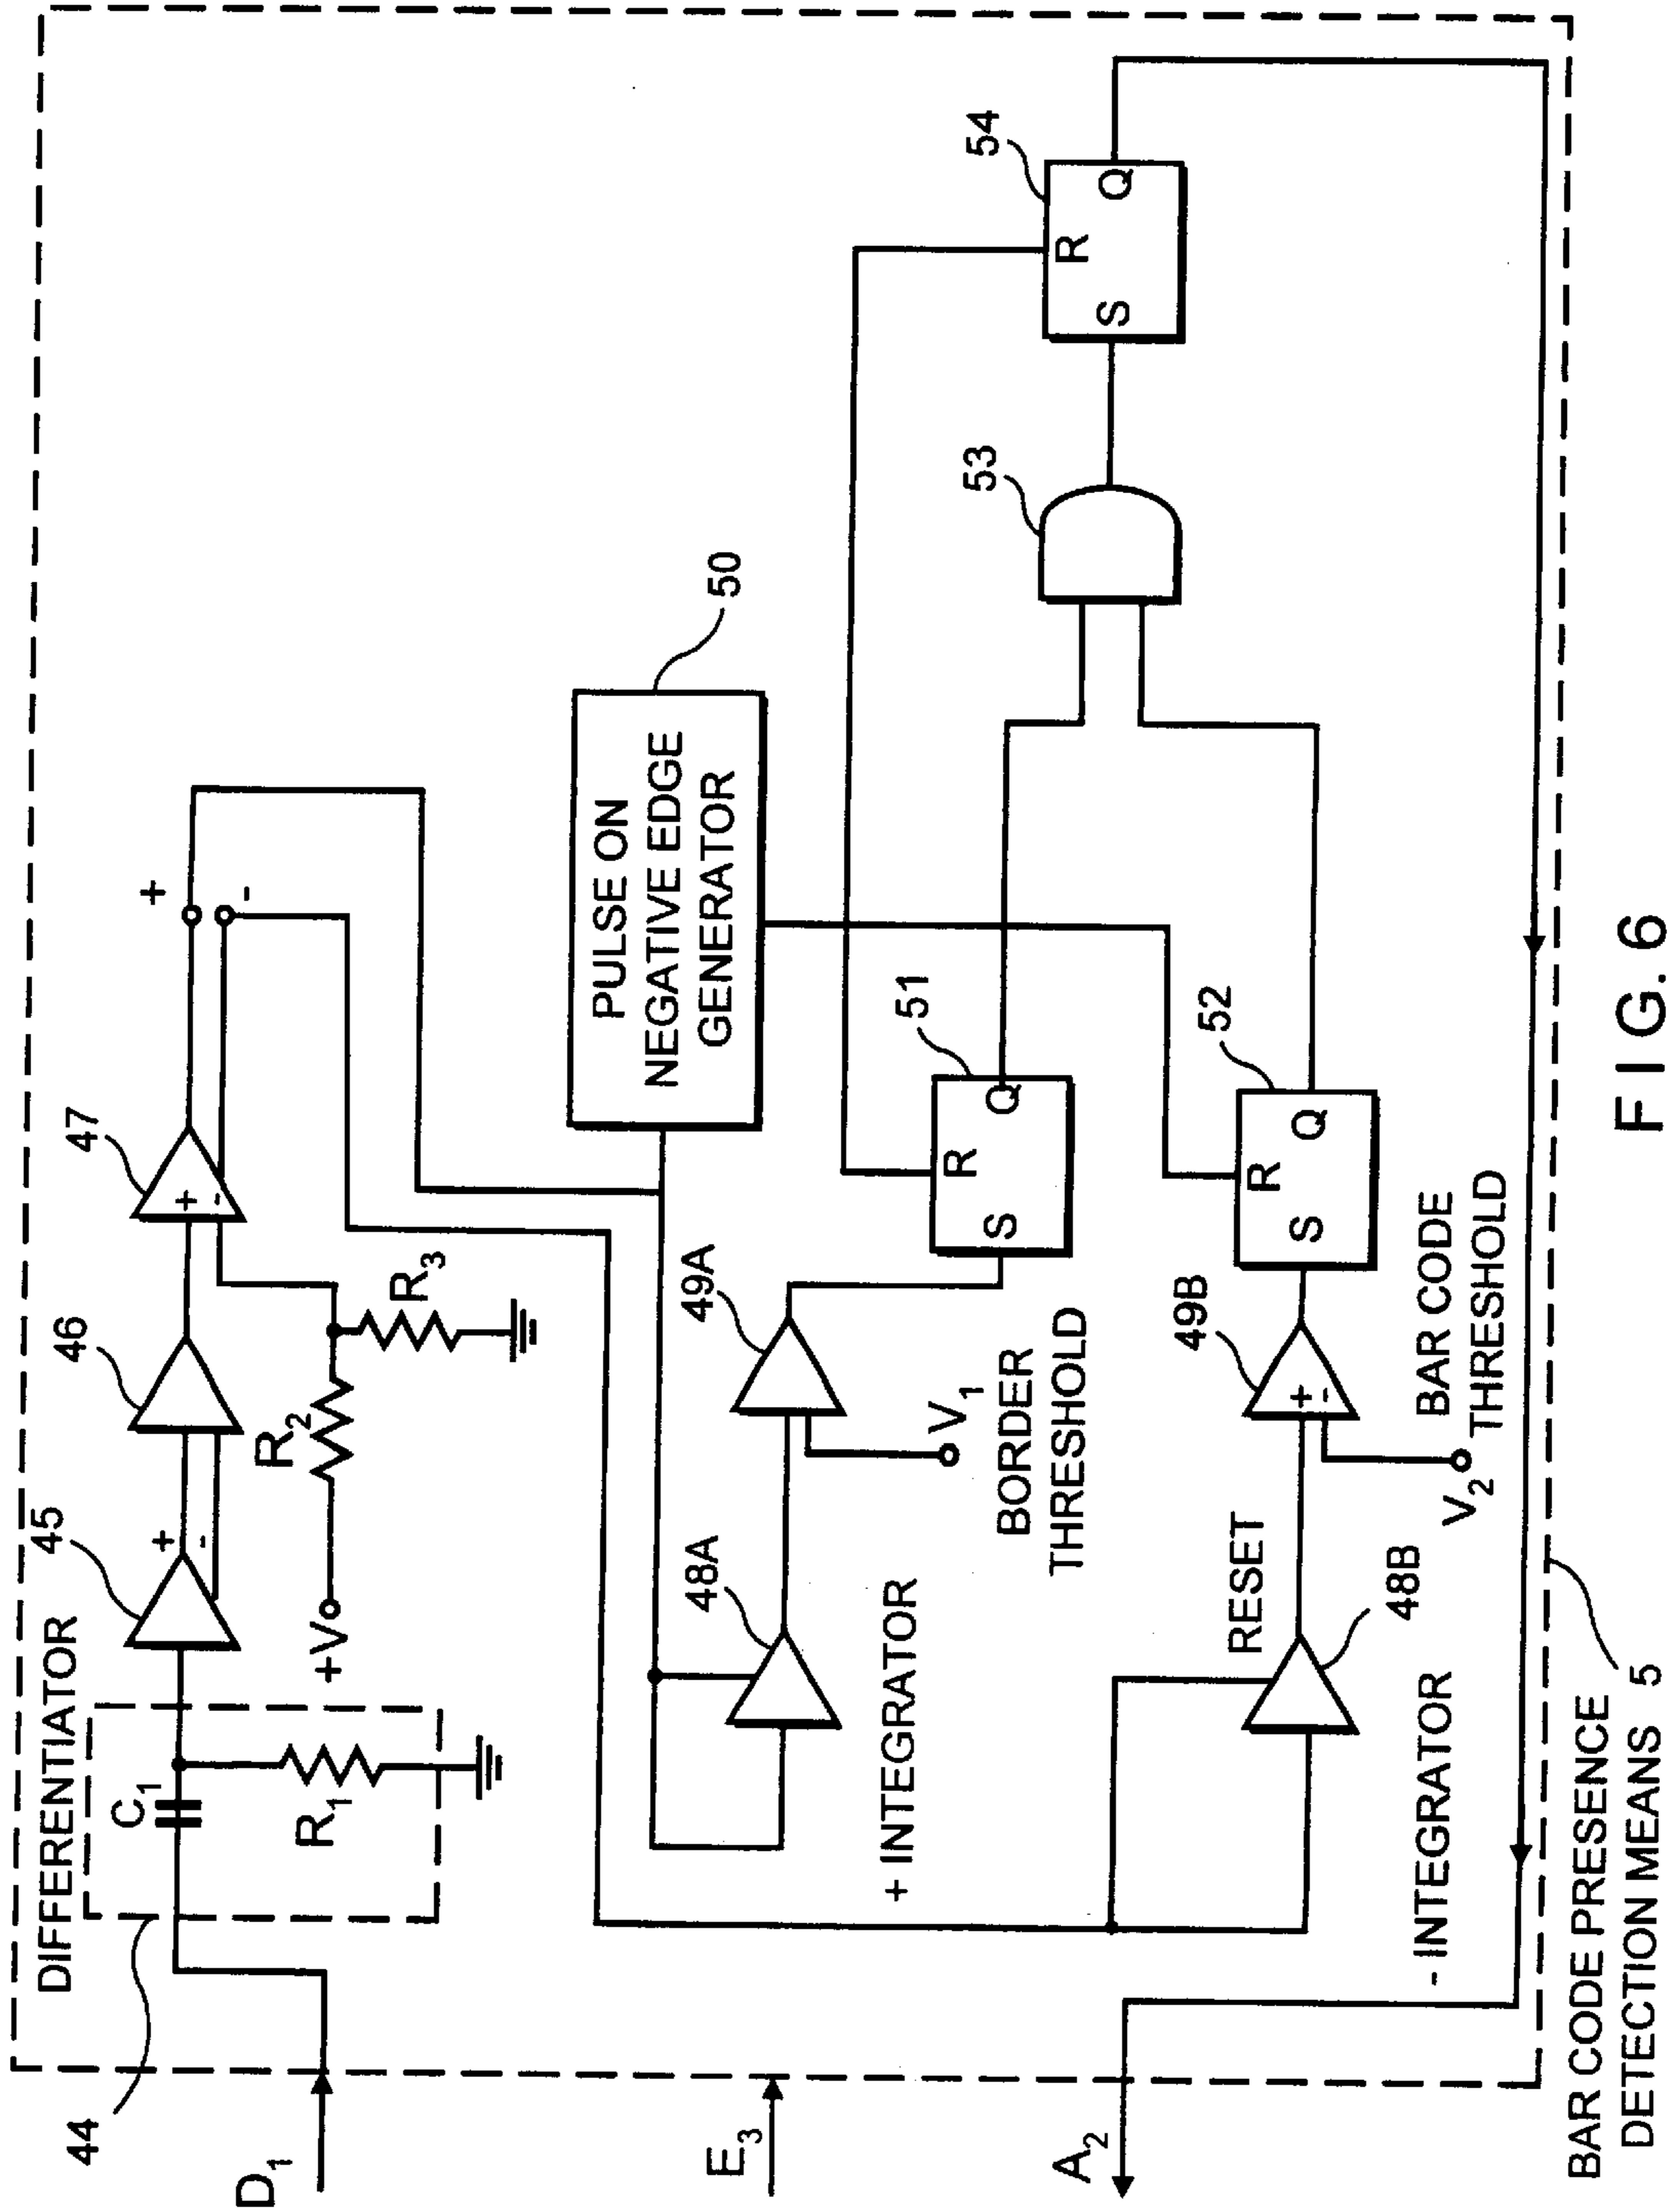 DIFFERENTIATOR
44
C1
R1
45
+
-
46
47
+
-
+
-
R2
R3
+V
D1
PULSE ON
NEGATIVE EDGE
GENERATOR
50
48A
+ INTEGRATOR
49A
V1
BORDER
THRESHOLD
51
S
R
Q
E3
48B
RESET
- INTEGRATOR
49B
+
-
V2
BAR CODE
THRESHOLD
52
S
R
Q
53
54
S
R
Q
A2
BAR CODE PRESENCE
DETECTION MEANS 5
FIG. 6